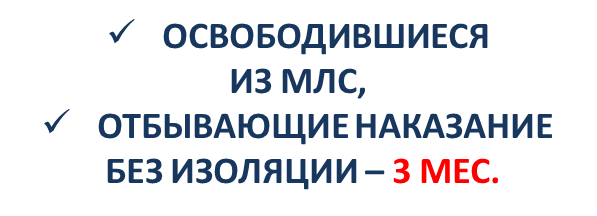 ✓ ОСВОБОДИВШИЕСЯ
ИЗ МЛС,
✓ ОТБЫВАЮЩИЕ НАКАЗАНИЕ
БЕЗ ИЗОЛЯЦИИ – 3 МЕС.